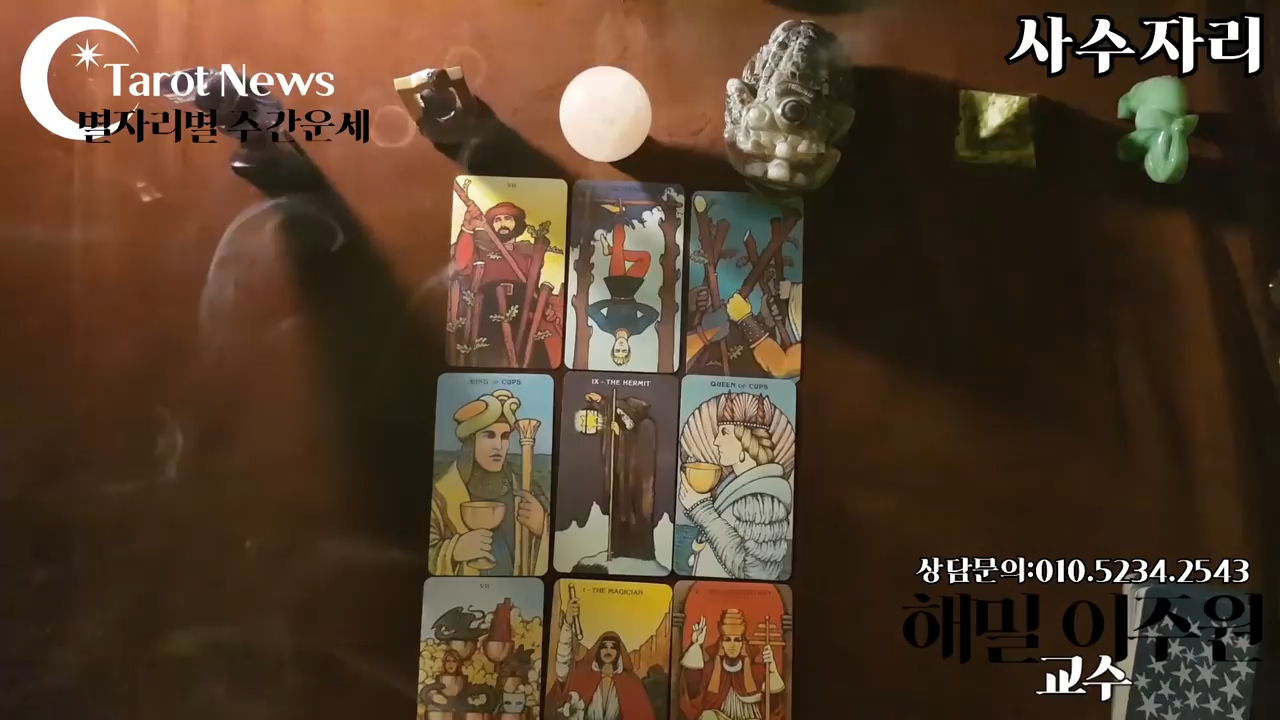 Tarot News
별자리별 주간운세
사수자리
VII
KING OF CUPS
IX - THE HERMIT
QUEEN OF CUPS
VII
I - THE MAGICIAN
상담문의:010.5234.2543
해밀 이주원
교수